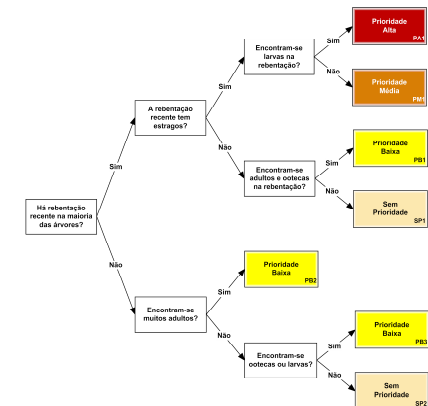 Prioridade
Alta
PA1
Sim
Encontram-se
larvas na
rebentação?
Não
Prioridade
Média
PM1
Sim
A rebentação
recente tem
estragos?
Não
Prioridade
Baixa
PB1
Sim
Encontram-se
adultos e ootecas
na rebentação?
Não
Sem
Prioridade
SP1
Sim
Há rebentação
recente na maioria
das árvores?
Não
Prioridade
Baixa
PB2
Sim
Encontram-se
muitos adultos?
Não
Prioridade
Baixa
PB3
Sim
Encontram-se
ootecas ou larvas?
Não
Sem
Prioridade
SP2